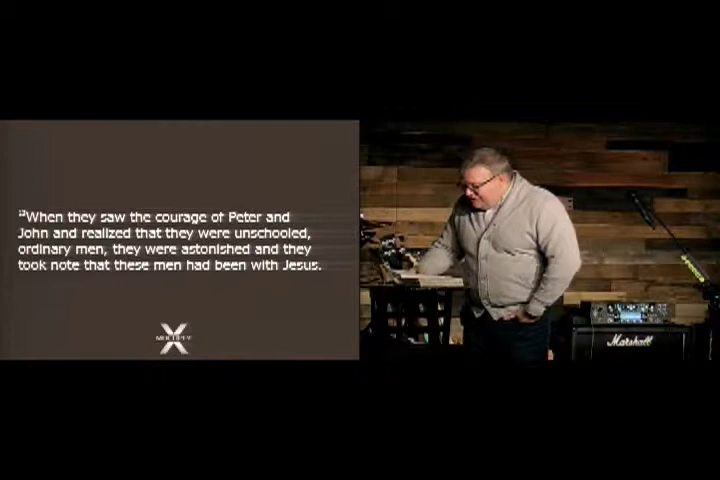 ¹³When they saw the courage of Peter and
John and realized that they were unschooled,
ordinary men, they were astonished and they
took note that these men had been with Jesus.
MULTIPLY
Marshall